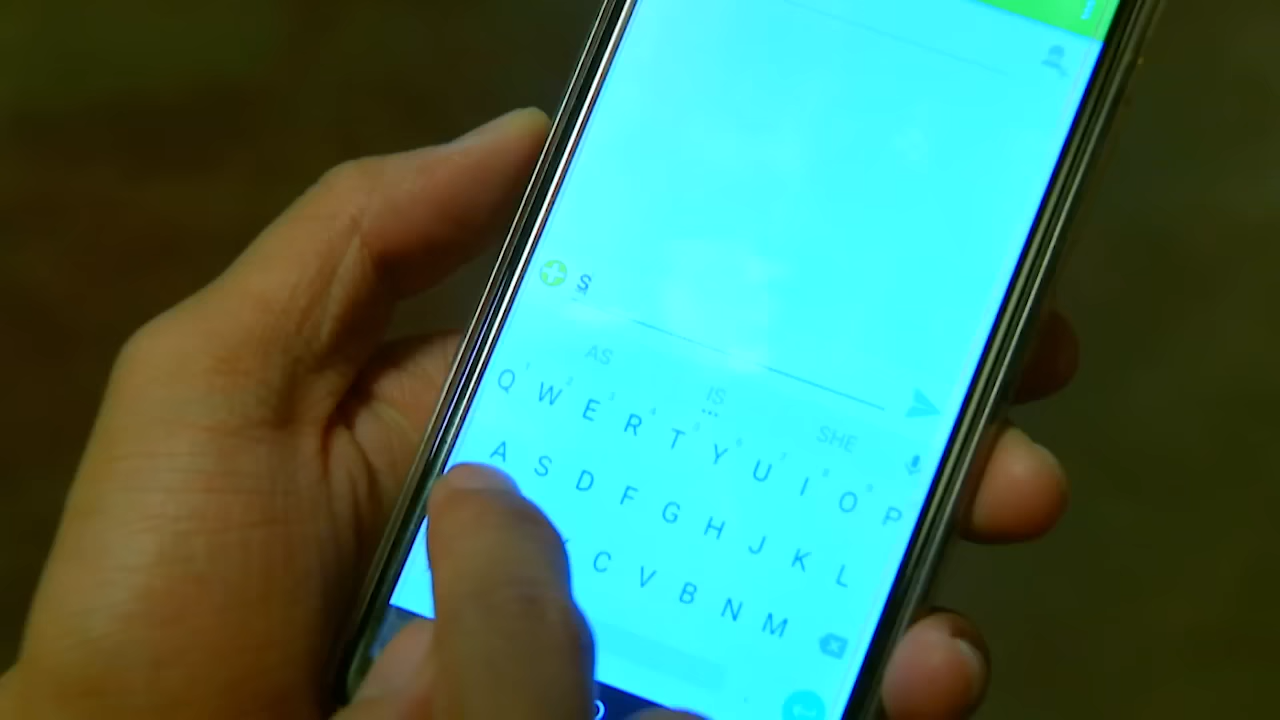 S
AS IS SHE
Q W E R T Y U I O P
A S D F G H J K L
C V B N M